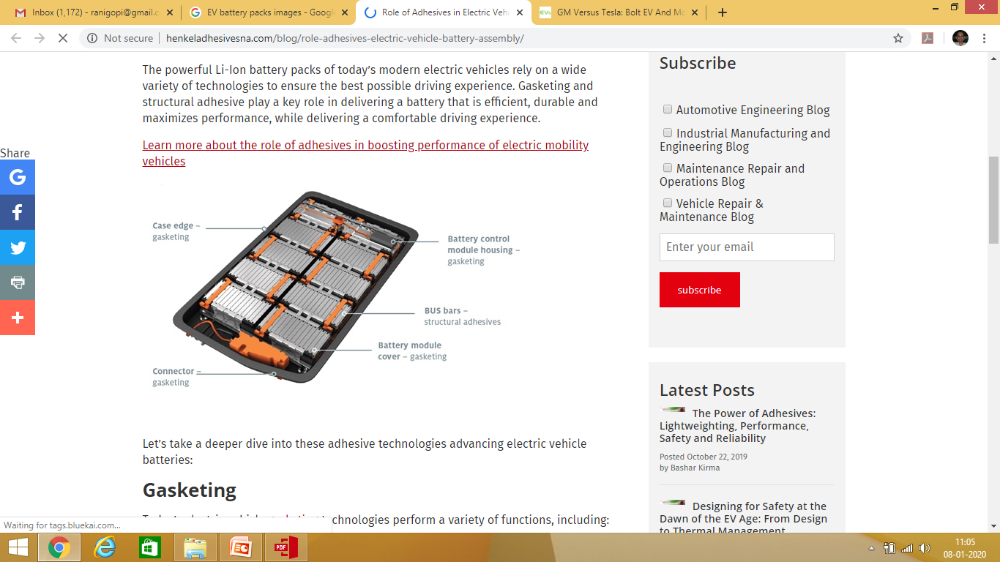 Inbox (1,172) - ranigopi@gmail.c
EV battery packs images - Google
Role of Adhesives in Electric Vehi
GM Versus Tesla: Bolt EV And Mo
Not secure
henkeladhesivesna.com/blog/role-adhesives-electric-vehicle-battery-assembly/
The powerful Li-Ion battery packs of today's modern electric vehicles rely on a wide
variety of technologies to ensure the best possible driving experience. Gasketing and
structural adhesive play a key role in delivering a battery that is efficient, durable and
maximizes performance, while delivering a comfortable driving experience.
Learn more about the role of adhesives in boosting performance of electric mobility
vehicles
Share
Case edge –
gasketing
Battery control
module housing –
gasketing
BUS bars –
structural adhesives
Battery module
cover – gasketing
Connector –
gasketing
Let's take a deeper dive into these adhesive technologies advancing electric vehicle
batteries:
Gasketing
technologies perform a variety of functions, including:
Waiting for tags.bluekai.com...
Subscribe
Automotive Engineering Blog
Industrial Manufacturing and
Engineering Blog
Maintenance Repair and
Operations Blog
Vehicle Repair &
Maintenance Blog
Enter your email
subscribe
Latest Posts
The Power of Adhesives:
Lightweighting, Performance,
Safety and Reliability
Posted October 22, 2019
by Bashar Kirma
Designing for Safety at the
Dawn of the EV Age: From Design
to Thermal Management
PDF
11:05
08-01-2020